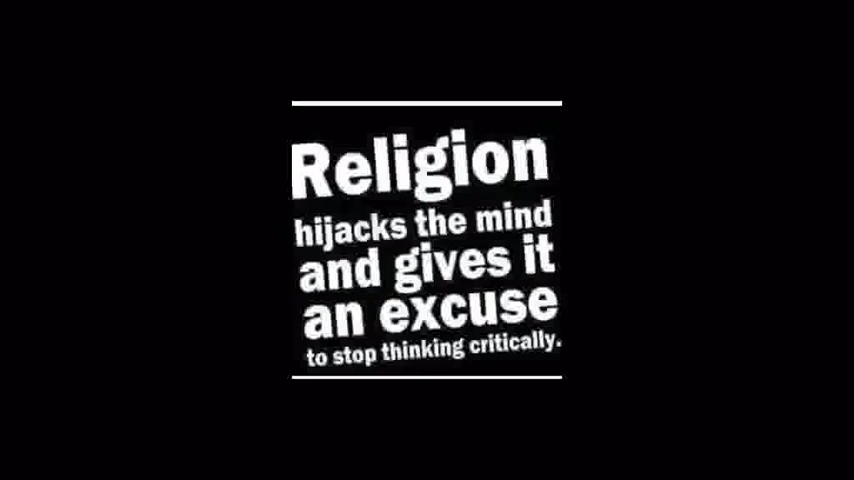 Religion
hijacks the mind
and gives it
an excuse
to stop thinking critically.